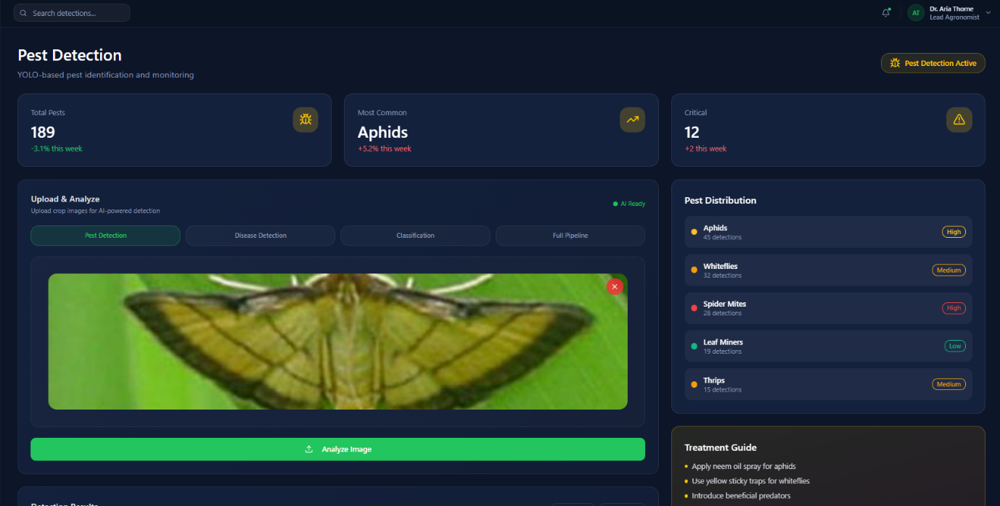 Search detections...
AT
Dr. Aria Thorne
Lead Agronomist
Pest Detection
YOLO-based pest identification and monitoring
Pest Detection Active
Total Pests
189
-3.1% this week
Most Common
Aphids
+5.2% this week
Critical
12
+2 this week
Upload & Analyze
Upload crop images for AI-powered detection
AI Ready
Pest Detection
Disease Detection
Classification
Full Pipeline
Analyze Image
Detection Results
Pest Distribution
Aphids
45 detections
High
Whiteflies
32 detections
Medium
Spider Mites
28 detections
High
Leaf Miners
19 detections
Low
Thrips
15 detections
Medium
Treatment Guide
Apply neem oil spray for aphids
Use yellow sticky traps for whiteflies
Introduce beneficial predators